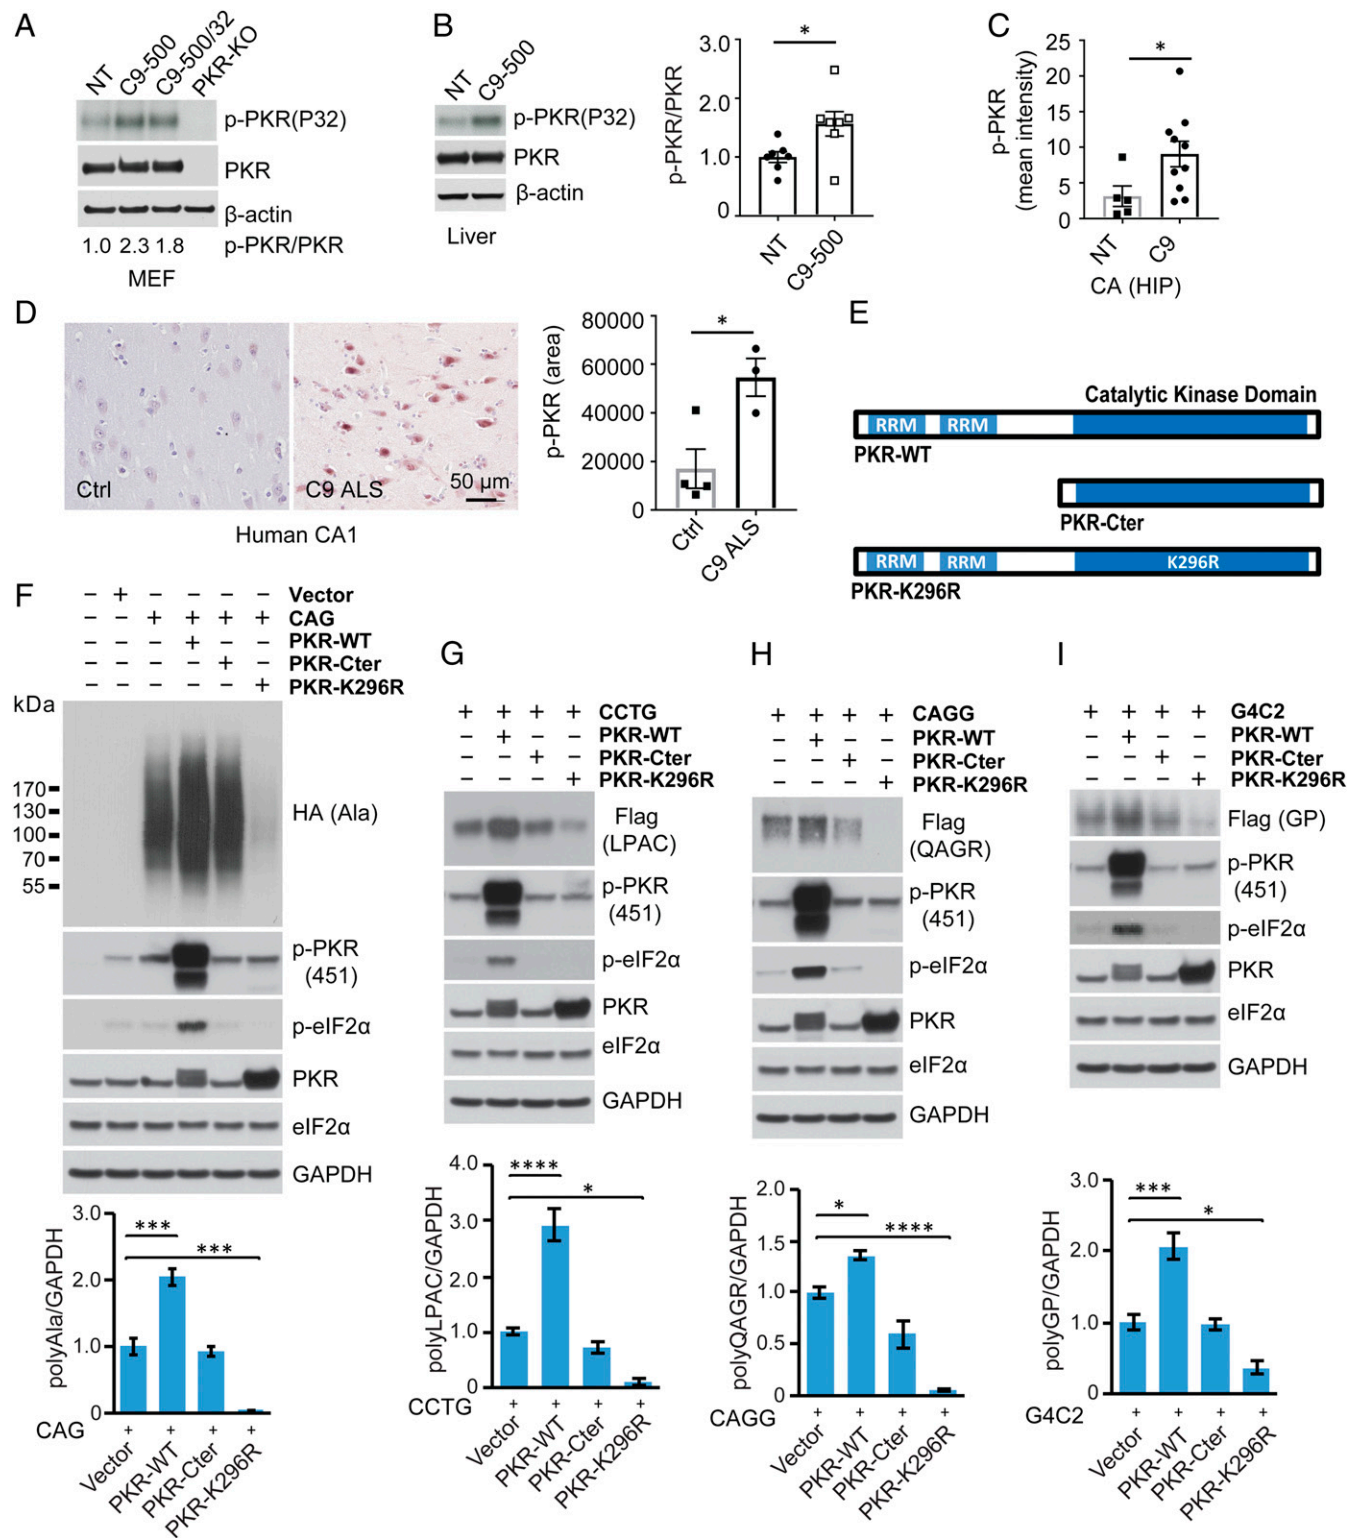 A
NT
C9-500
C9-500/32
PKR-KO
p-PKR(P32)
PKR
β-actin
1.0 2.3 1.8 p-PKR/PKR
MEF
B
NT
C9-500
p-PKR(P32)
PKR
β-actin
Liver
p-PKR/PKR
3.0
2.0
1.0
0
*
NT
C9-500
C
p-PKR
(mean intensity)
25
20
15
10
5
0
*
NT
C9
CA (HIP)
D
Ctrl
C9 ALS
50 μm
Human CA1
p-PKR (area)
80000
60000
40000
20000
0
*
Ctrl
C9 ALS
E
Catalytic Kinase Domain
RRM RRM
PKR-WT
PKR-Cter
RRM RRM K296R
PKR-K296R
F
− + − − − − Vector
− − + + + + CAG
− − − + − − PKR-WT
− − − − + − PKR-Cter
− − − − − + PKR-K296R
kDa
170
130
100
70
55
HA (Ala)
p-PKR
(451)
p-eIF2α
PKR
eIF2α
GAPDH
polyAla/GAPDH
3.0
2.0
1.0
0
***
***
CAG + + + +
Vector
PKR-WT
PKR-Cter
PKR-K296R
G
+ + + + CCTG
− + − − PKR-WT
− − + − PKR-Cter
− − − + PKR-K296R
Flag
(LPAC)
p-PKR
(451)
p-eIF2α
PKR
eIF2α
GAPDH
polyLPAC/GAPDH
4.0
3.0
2.0
1.0
0
****
*
CCTG + + + +
Vector
PKR-WT
PKR-Cter
PKR-K296R
H
+ + + + CAGG
− + − − PKR-WT
− − + − PKR-Cter
− − − + PKR-K296R
Flag
(QAGR)
p-PKR
(451)
p-eIF2α
PKR
eIF2α
GAPDH
polyQAGR/GAPDH
2.0
1.5
1.0
0.5
0
*
****
CAGG + + + +
Vector
PKR-WT
PKR-Cter
PKR-K296R
I
+ + + + G4C2
− + − − PKR-WT
− − + − PKR-Cter
− − − + PKR-K296R
Flag (GP)
p-PKR
(451)
p-eIF2α
PKR
eIF2α
GAPDH
polyGP/GAPDH
3.0
2.0
1.0
0
***
*
G4C2 + + + +
Vector
PKR-WT
PKR-Cter
PKR-K296R